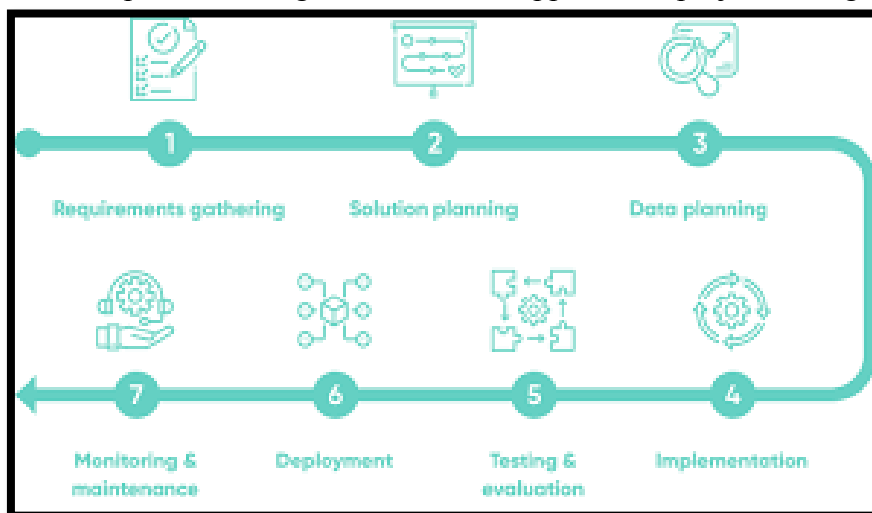 1
2
3
Requirements gathering
Solution planning
Data planning
7
6
5
4
Monitoring &
maintenance
Deployment
Testing &
evaluation
Implementation